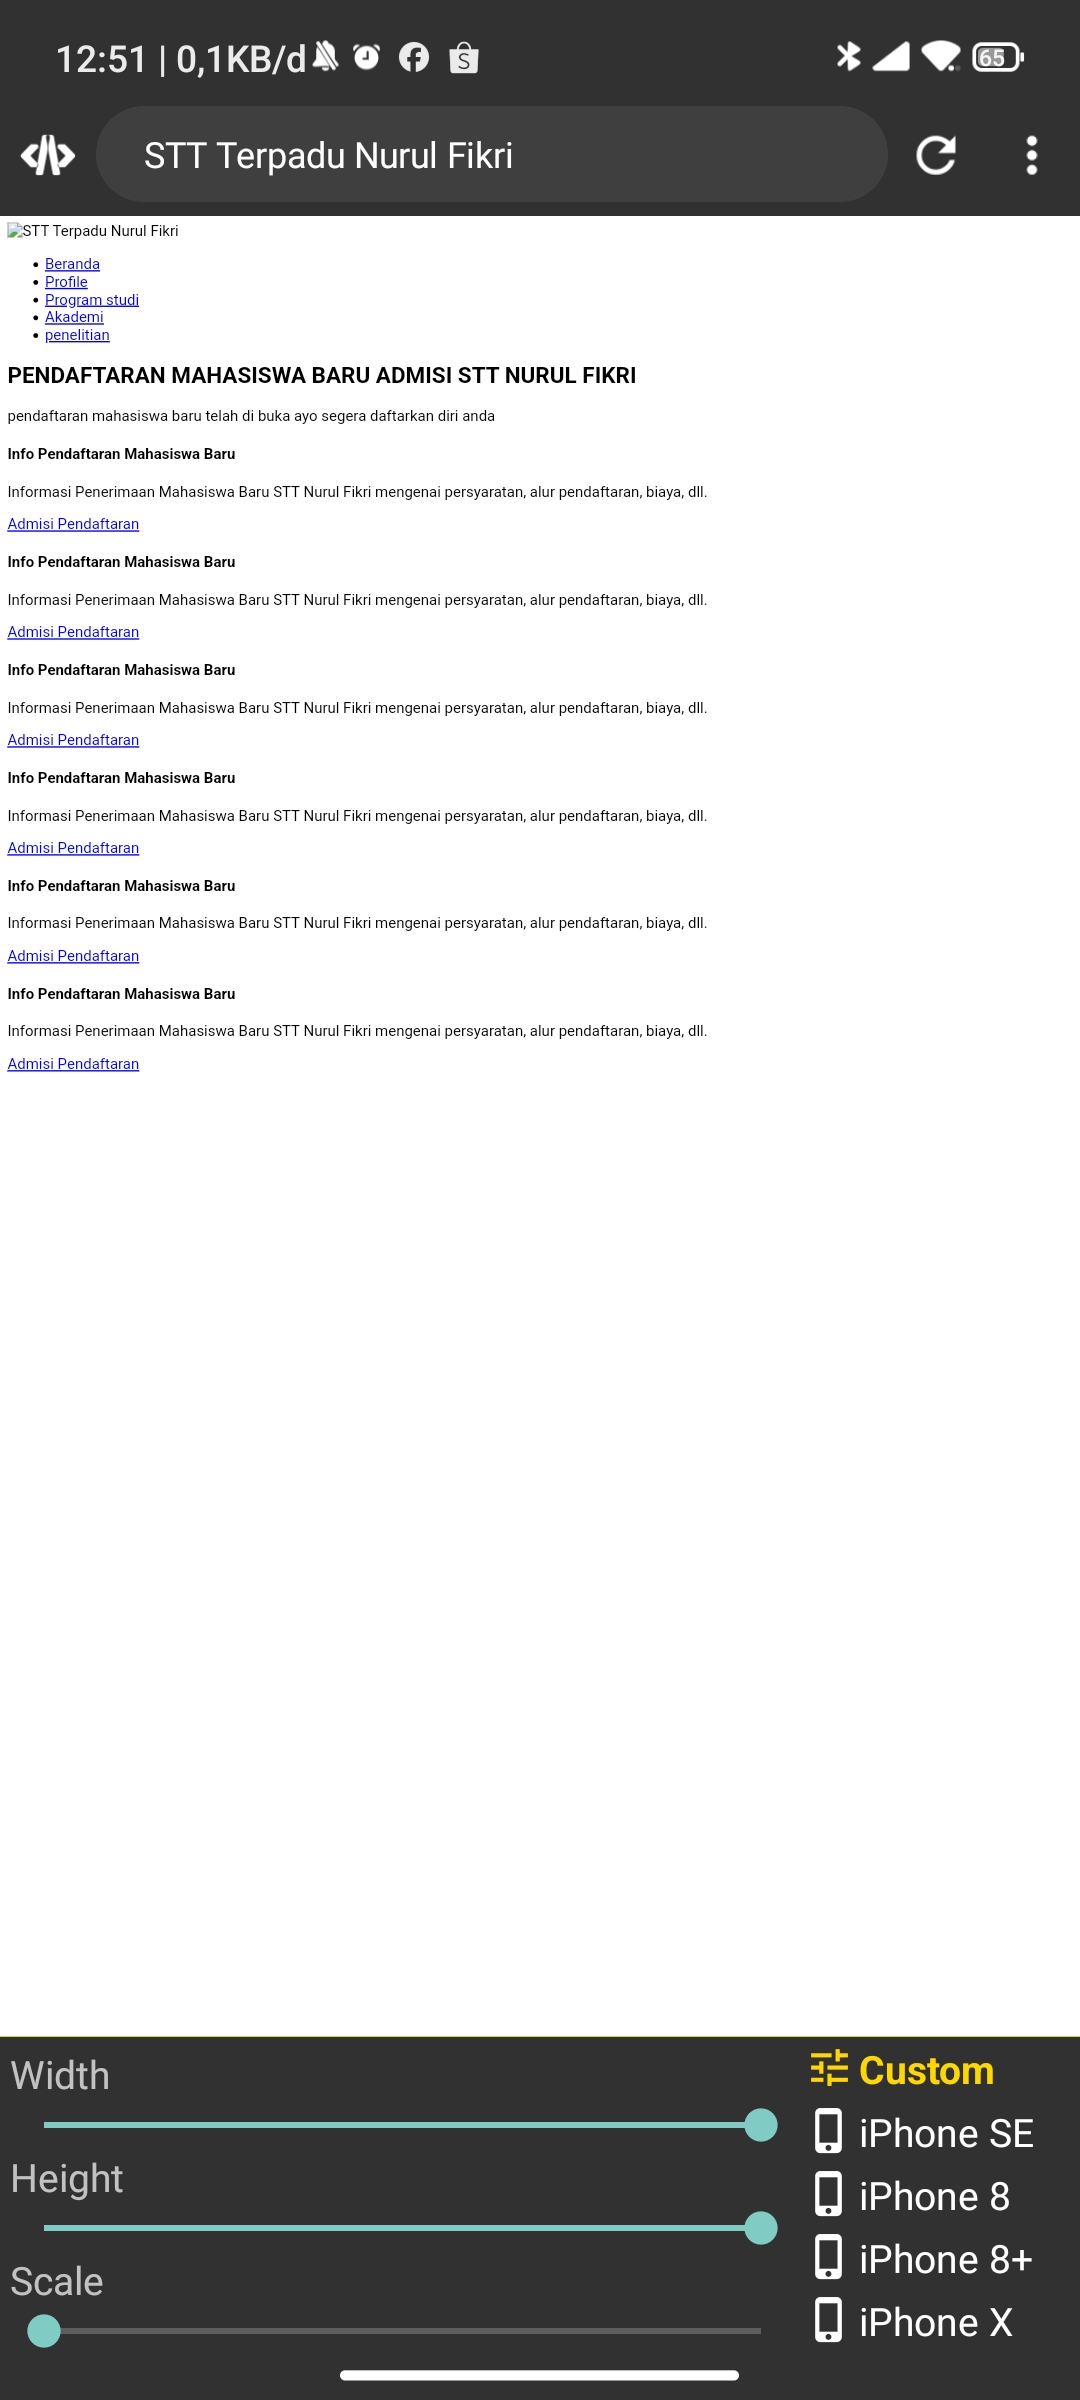 12:51 | 0,1KB/d
65
STT Terpadu Nurul Fikri
STT Terpadu Nurul Fikri
Beranda
Profile
Program studi
Akademi
penelitian
PENDAFTARAN MAHASISWA BARU ADMISI STT NURUL FIKRI
pendaftaran mahasiswa baru telah di buka ayo segera daftarkan diri anda
Info Pendaftaran Mahasiswa Baru
Informasi Penerimaan Mahasiswa Baru STT Nurul Fikri mengenai persyaratan, alur pendaftaran, biaya, dll.
Admisi Pendaftaran
Info Pendaftaran Mahasiswa Baru
Informasi Penerimaan Mahasiswa Baru STT Nurul Fikri mengenai persyaratan, alur pendaftaran, biaya, dll.
Admisi Pendaftaran
Info Pendaftaran Mahasiswa Baru
Informasi Penerimaan Mahasiswa Baru STT Nurul Fikri mengenai persyaratan, alur pendaftaran, biaya, dll.
Admisi Pendaftaran
Info Pendaftaran Mahasiswa Baru
Informasi Penerimaan Mahasiswa Baru STT Nurul Fikri mengenai persyaratan, alur pendaftaran, biaya, dll.
Admisi Pendaftaran
Info Pendaftaran Mahasiswa Baru
Informasi Penerimaan Mahasiswa Baru STT Nurul Fikri mengenai persyaratan, alur pendaftaran, biaya, dll.
Admisi Pendaftaran
Info Pendaftaran Mahasiswa Baru
Informasi Penerimaan Mahasiswa Baru STT Nurul Fikri mengenai persyaratan, alur pendaftaran, biaya, dll.
Admisi Pendaftaran
Width
Height
Scale
Custom
iPhone SE
iPhone 8
iPhone 8+
iPhone X